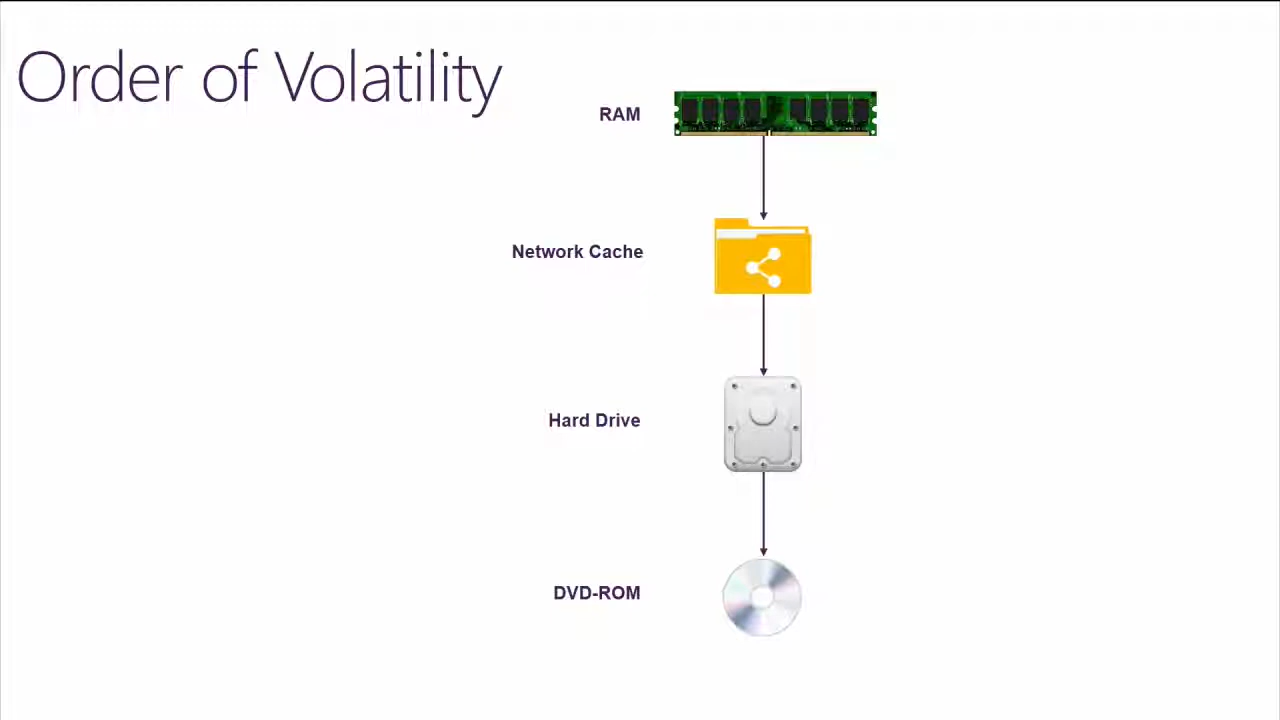 Order of Volatility
RAM
Network Cache
Hard Drive
DVD-ROM